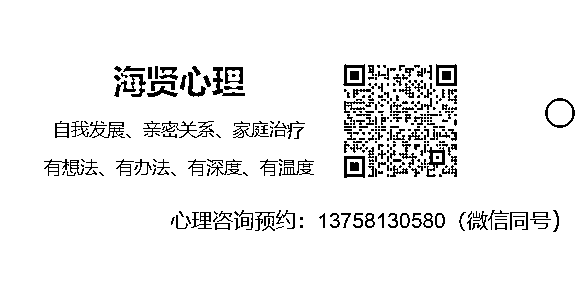 海贤心理
自我发展、亲密关系、家庭治疗
有想法、有办法、有深度、有温度
心理咨询预约：13758130580（微信同号）